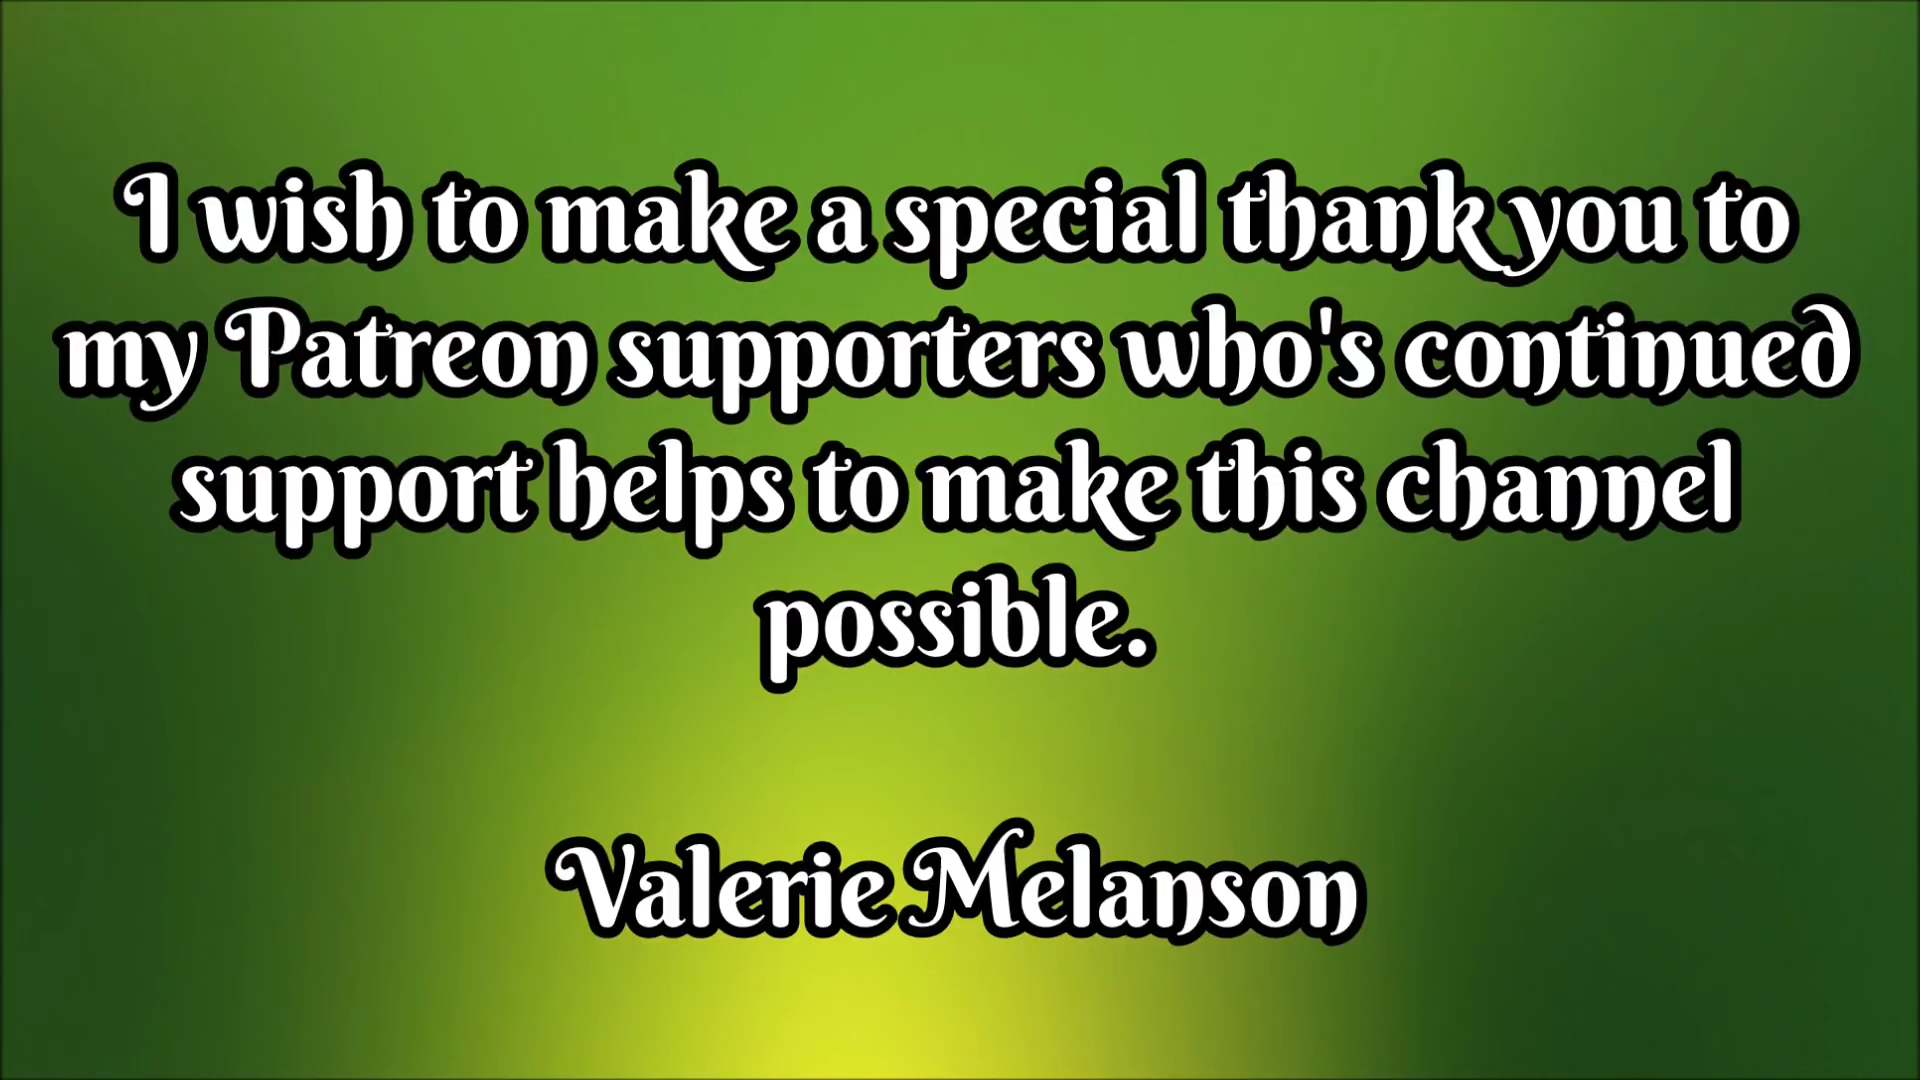 I wish to make a special thank you to
my Patreon supporters who's continued
support helps to make this channel
possible.
Valerie Melanson